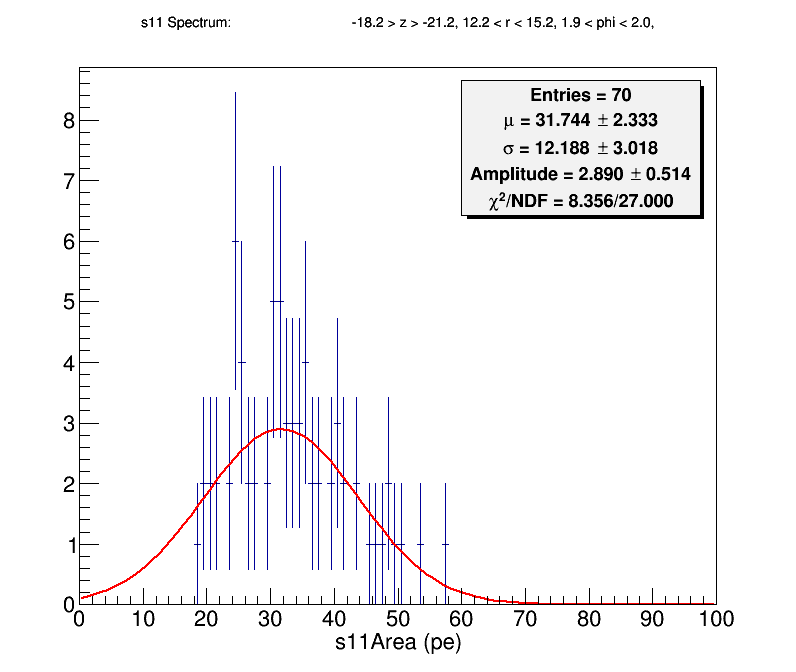 s11 Spectrum: -18.2 > z > -21.2, 12.2 < r < 15.2, 1.9 < phi < 2.0,
Entries = 70
μ = 31.744 ± 2.333
σ = 12.188 ± 3.018
Amplitude = 2.890 ± 0.514
χ²/NDF = 8.356/27.000
8
7
6
5
4
3
2
1
0
0 10 20 30 40 50 60 70 80 90 100
s11Area (pe)